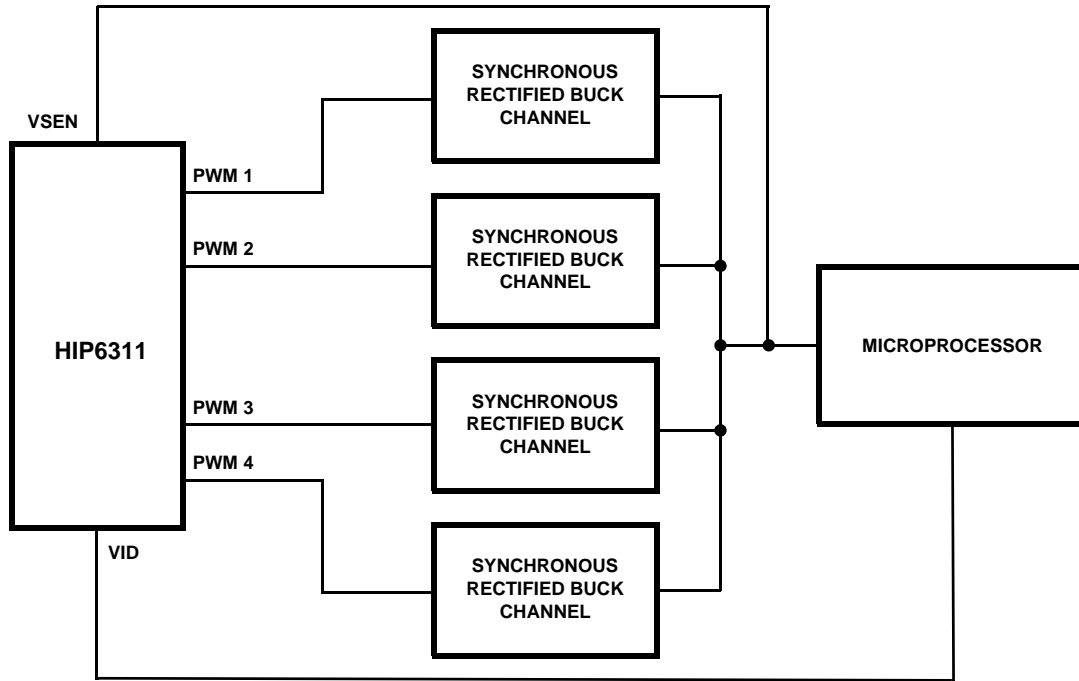 VSEN
HIP6311
VID
PWM 1
PWM 2
PWM 3
PWM 4
SYNCHRONOUS
RECTIFIED BUCK
CHANNEL
SYNCHRONOUS
RECTIFIED BUCK
CHANNEL
SYNCHRONOUS
RECTIFIED BUCK
CHANNEL
SYNCHRONOUS
RECTIFIED BUCK
CHANNEL
MICROPROCESSOR